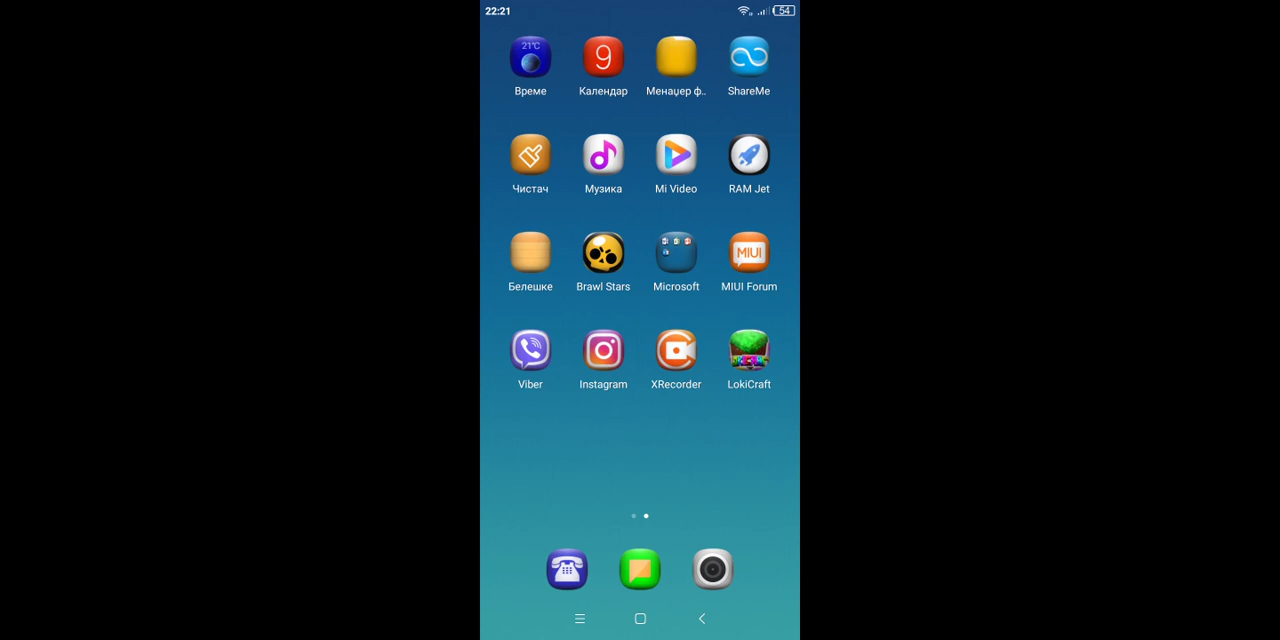 22:21
54
21°C
9
Време
Календар
Менаџер ф..
ShareMe
Чистач
Музика
Mi Video
RAM Jet
MIUI
Белешке
Brawl Stars
Microsoft
MIUI Forum
Viber
Instagram
XRecorder
LokiCraft